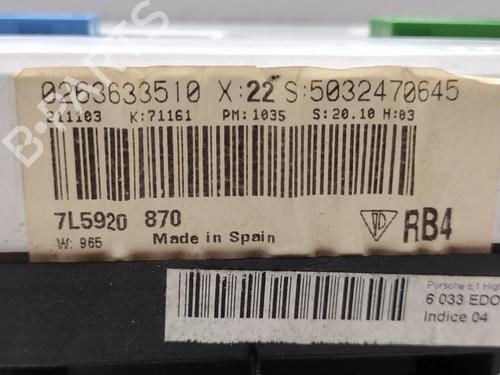 0263633510 X:22 S:5032470645
211103 K:71161 PM:1035 S:20.10 H:03
7L5920 870
RB4
W: 965 Made in Spain
Porsche E1 High
6 033 EDO
Indice 04
B-PARTS